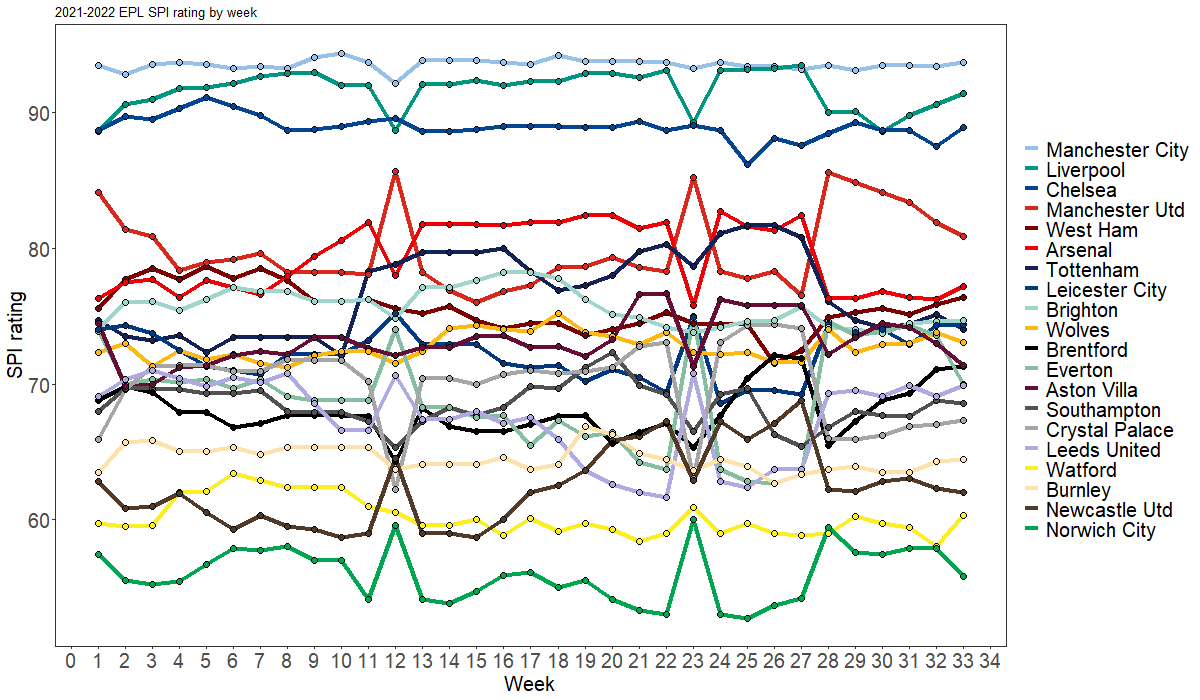 2021-2022 EPL SPI rating by week
SPI rating
90
80
70
60
0 1 2 3 4 5 6 7 8 9 10 11 12 13 14 15 16 17 18 19 20 21 22 23 24 25 26 27 28 29 30 31 32 33 34
Week
Manchester City
Liverpool
Chelsea
Manchester Utd
West Ham
Arsenal
Tottenham
Leicester City
Brighton
Wolves
Brentford
Everton
Aston Villa
Southampton
Crystal Palace
Leeds United
Watford
Burnley
Newcastle Utd
Norwich City